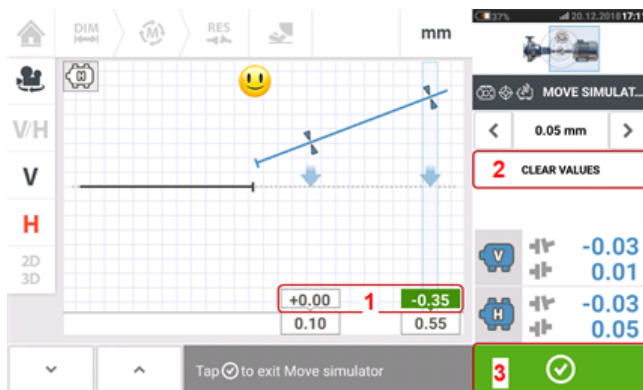 DIM
M
RES
mm
37%
20.12.2018 17:11
H
V/H
V
H
2D
3D
MOVE SIMULAT...
0.05 mm
2 CLEAR VALUES
V -0.03
0.01
H -0.03
0.05
+0.00 1 -0.35
0.10 0.55
Tap to exit Move simulator
3